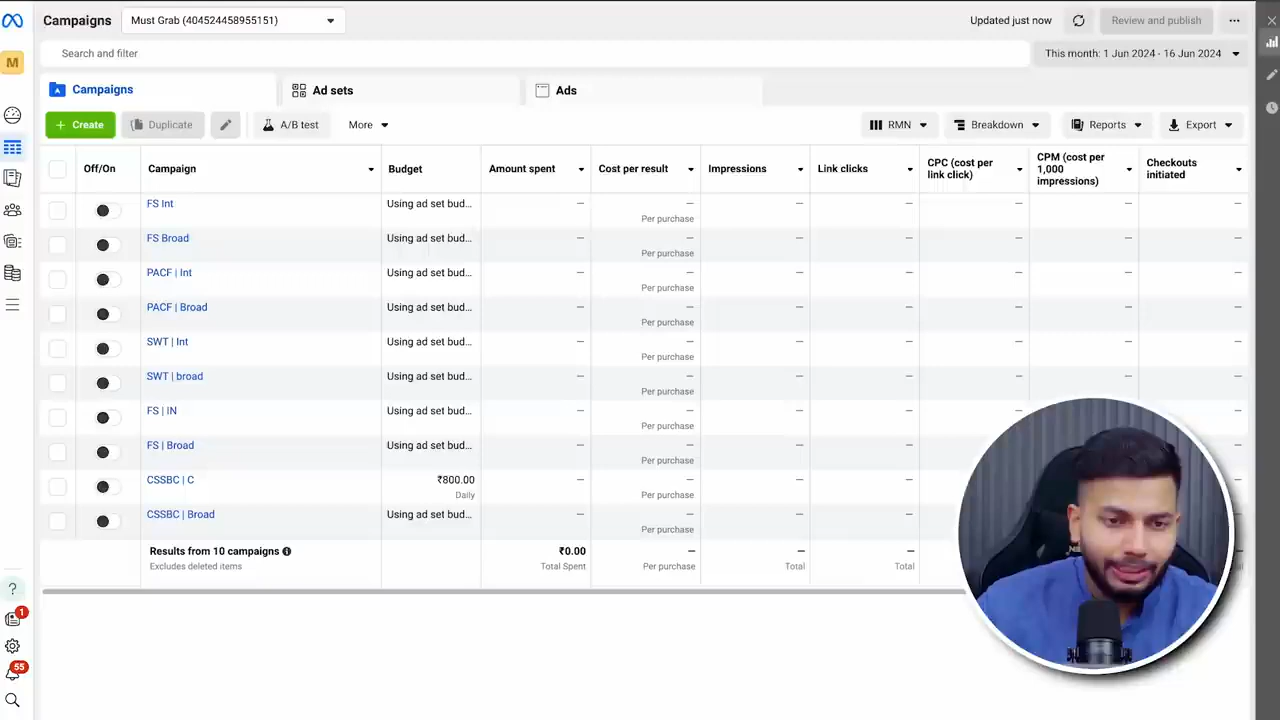 Campaigns
Must Grab (404524458955151)
Updated just now
Review and publish
M
Search and filter
This month: 1 Jun 2024 - 16 Jun 2024
Campaigns
Ad sets
Ads
+ Create
Duplicate
A/B test
More
RMN
Breakdown
Reports
Export
Off/On
Campaign
Budget
Amount spent
Cost per result
Impressions
Link clicks
CPC (cost per link click)
CPM (cost per 1,000 impressions)
Checkouts initiated
FS Int
Using ad set bud...
—
—
Per purchase
—
—
—
—
—
FS Broad
Using ad set bud...
—
—
Per purchase
—
—
—
—
—
PACF | Int
Using ad set bud...
—
—
Per purchase
—
—
—
—
—
PACF | Broad
Using ad set bud...
—
—
Per purchase
—
—
—
—
—
SWT | Int
Using ad set bud...
—
—
Per purchase
—
—
—
—
—
SWT | broad
Using ad set bud...
—
—
Per purchase
—
—
—
—
—
FS | IN
Using ad set bud...
—
—
Per purchase
—
—
—
—
—
FS | Broad
Using ad set bud...
—
—
Per purchase
—
—
CSSBC | C
₹800.00
Daily
—
—
Per purchase
—
—
CSSBC | Broad
Using ad set bud...
—
—
Per purchase
—
—
Results from 10 campaigns
Excludes deleted items
₹0.00
Total Spent
—
Per purchase
—
Total
—
Total
?
1
55